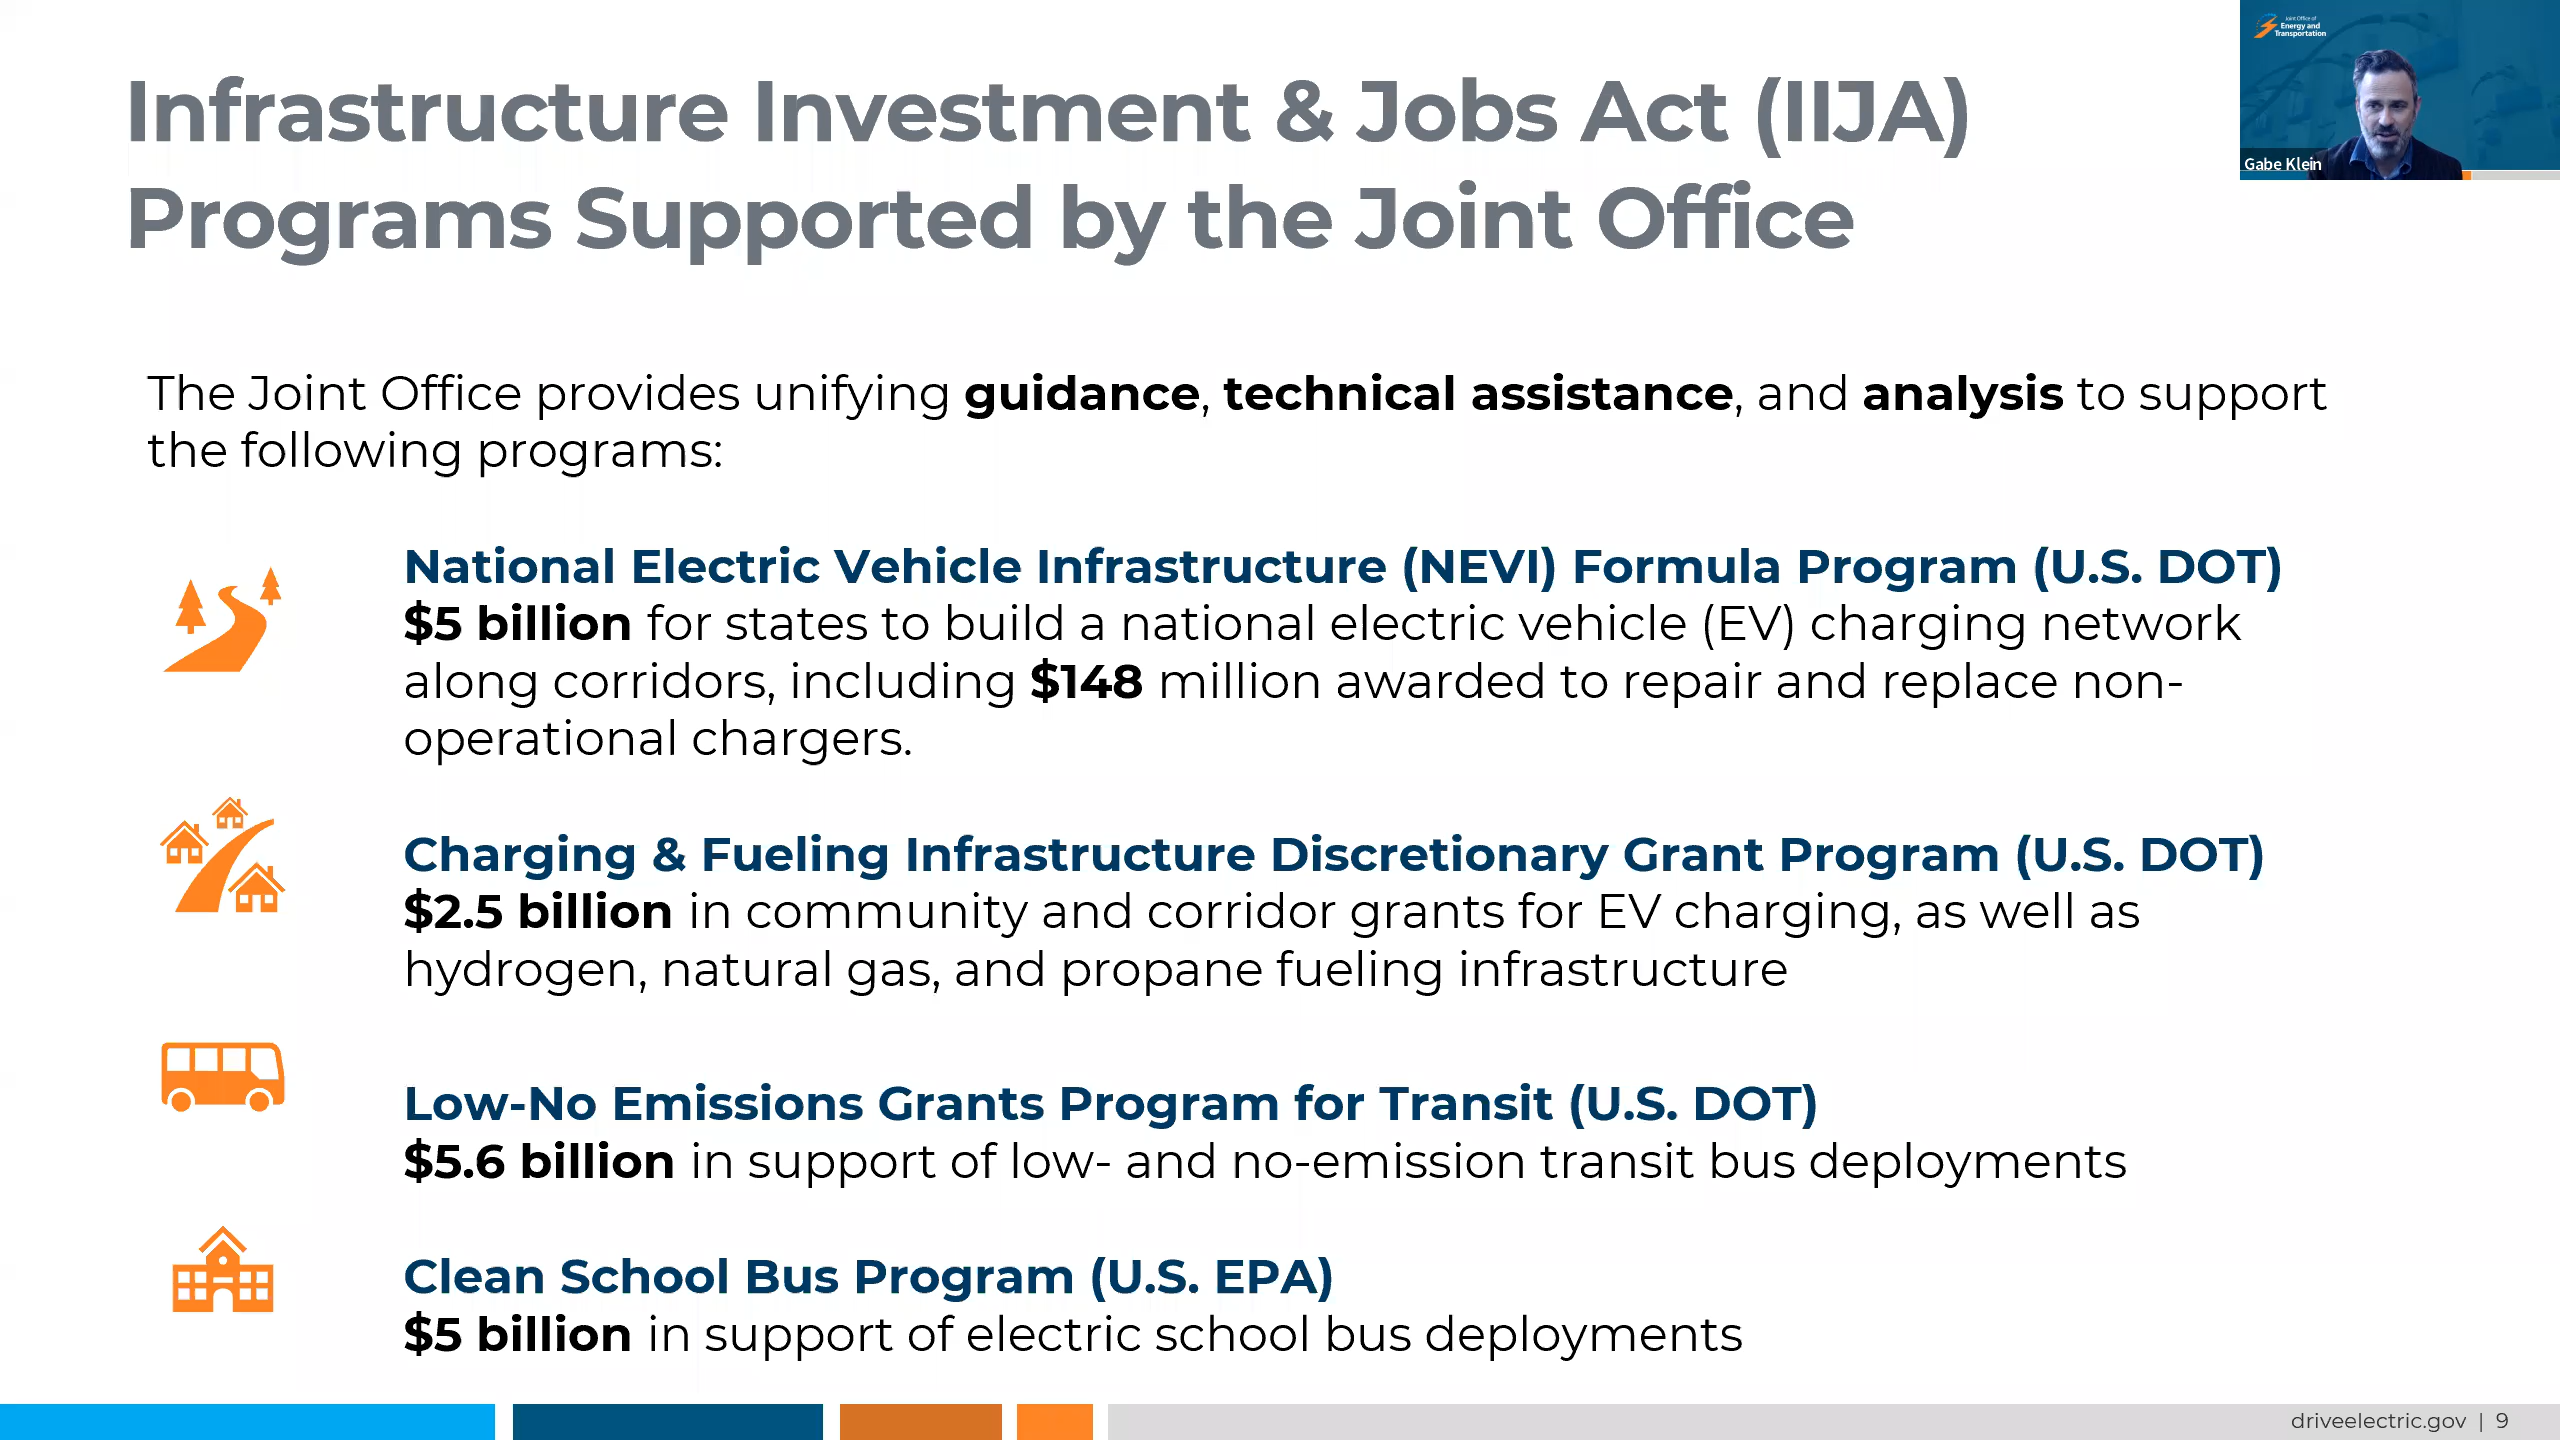 Joint Office of
Energy and
Transportation
Gabe Klein
Infrastructure Investment & Jobs Act (IIJA)
Programs Supported by the Joint Office
The Joint Office provides unifying guidance, technical assistance, and analysis to support
the following programs:
National Electric Vehicle Infrastructure (NEVI) Formula Program (U.S. DOT)
$5 billion for states to build a national electric vehicle (EV) charging network
along corridors, including $148 million awarded to repair and replace non-
operational chargers.
Charging & Fueling Infrastructure Discretionary Grant Program (U.S. DOT)
$2.5 billion in community and corridor grants for EV charging, as well as
hydrogen, natural gas, and propane fueling infrastructure
Low-No Emissions Grants Program for Transit (U.S. DOT)
$5.6 billion in support of low- and no-emission transit bus deployments
Clean School Bus Program (U.S. EPA)
$5 billion in support of electric school bus deployments
driveelectric.gov | 9